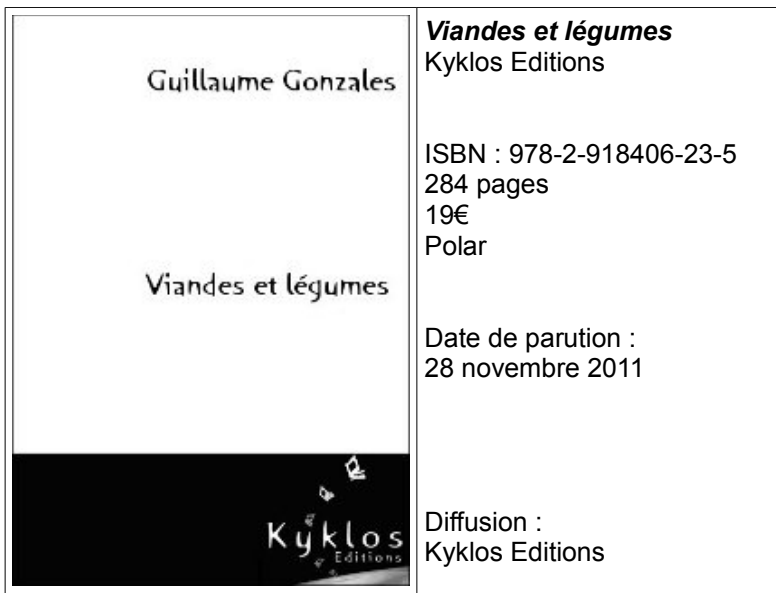 Guillaume Gonzales
Viandes et légumes
Kyklos
Editions
Viandes et légumes
Kyklos Editions
ISBN : 978-2-918406-23-5
284 pages
19€
Polar
Date de parution :
28 novembre 2011
Diffusion :
Kyklos Editions